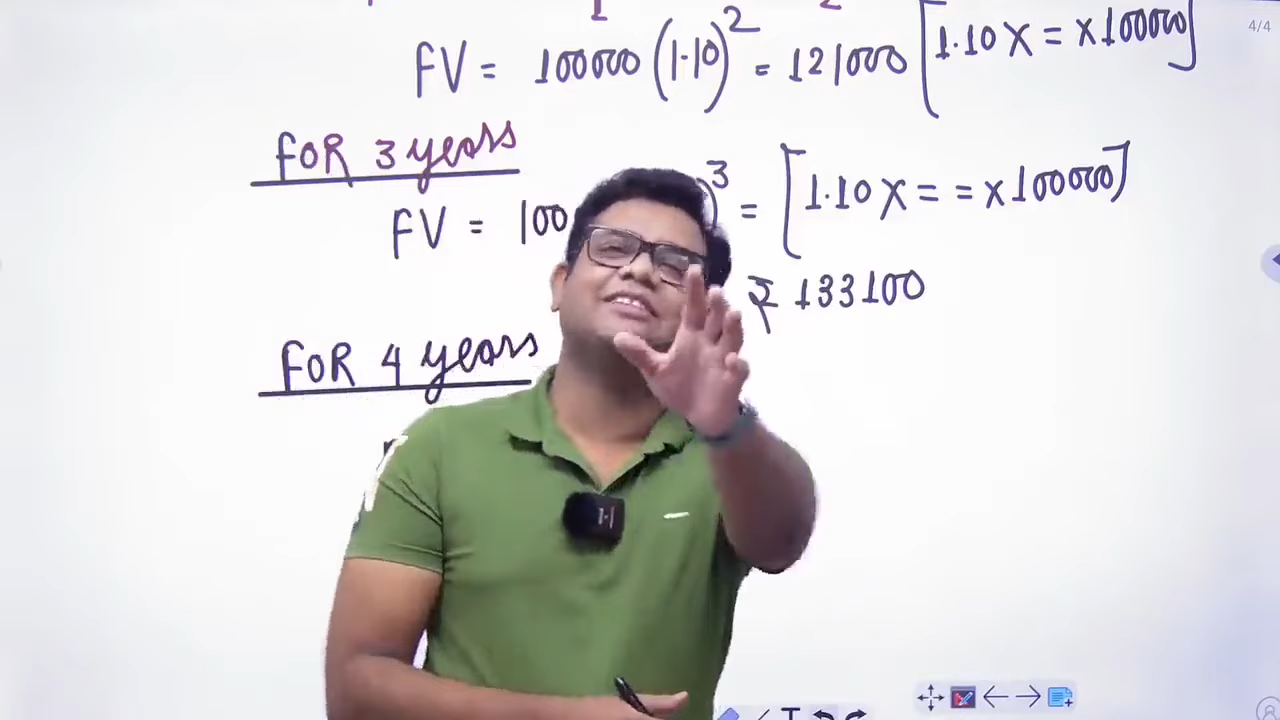 4/4
FV = 100000 (1.10)² = 121000 [1.10 X = x 100000]
FOR 3 years
FV = 100 )³ = [1.10 X = = x 100000]
₹ 133100
FOR 4 years